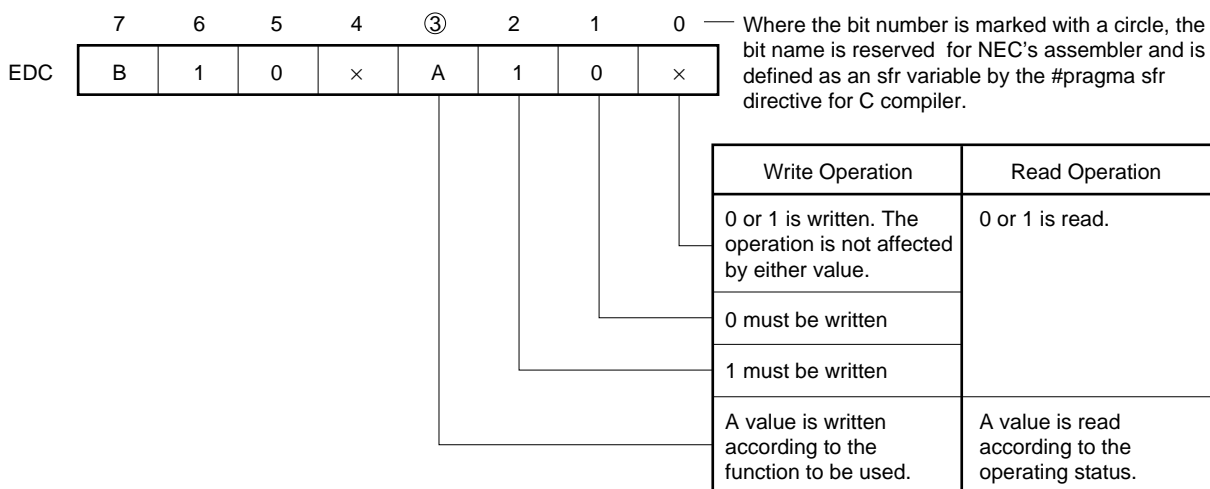 7 6 5 4 ③ 2 1 0 Where the bit number is marked with a circle, the
bit name is reserved for NEC's assembler and is
EDC B 1 0 × A 1 0 × defined as an sfr variable by the #pragma sfr
directive for C compiler.
Write Operation Read Operation
0 or 1 is written. The 0 or 1 is read.
operation is not affected
by either value.
0 must be written
1 must be written
A value is written A value is read
according to the according to the
function to be used. operating status.